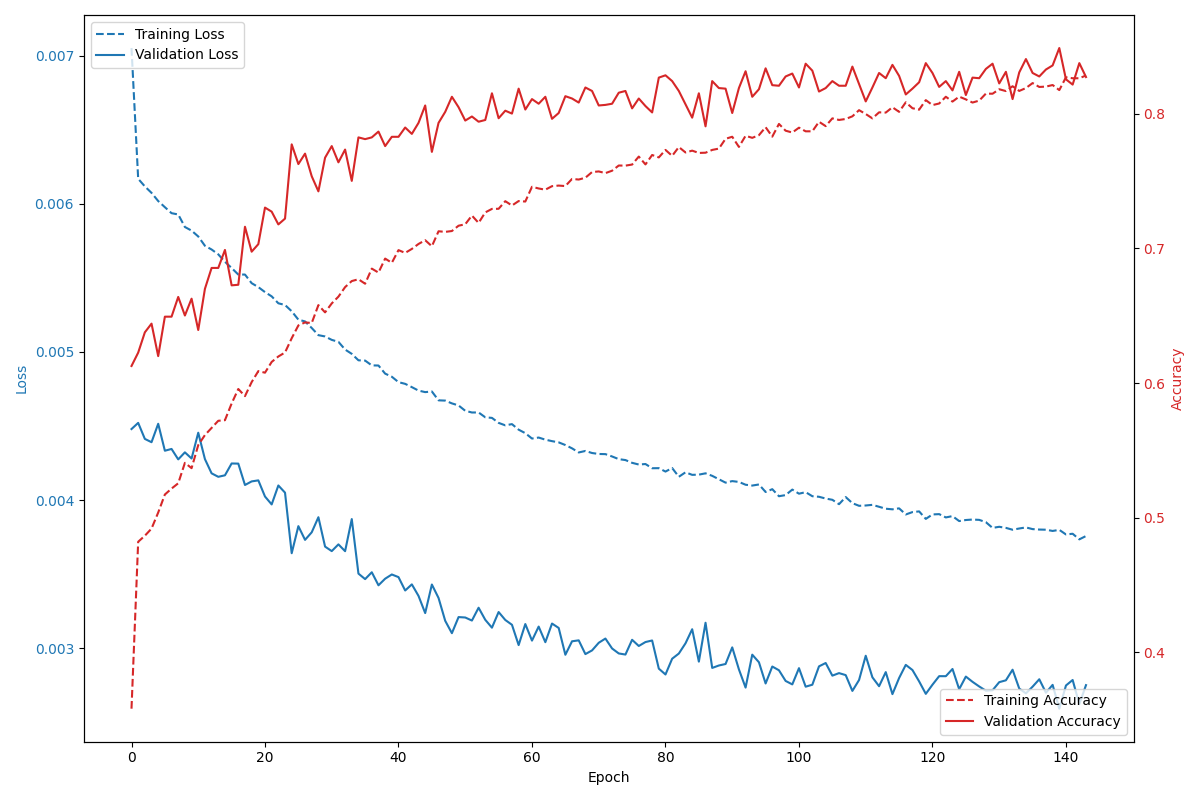 Training Loss
Validation Loss
0.007
0.006
0.005
0.004
0.003
Loss
0.8
0.7
0.6
0.5
0.4
Accuracy
Training Accuracy
Validation Accuracy
0 20 40 60 80 100 120 140
Epoch